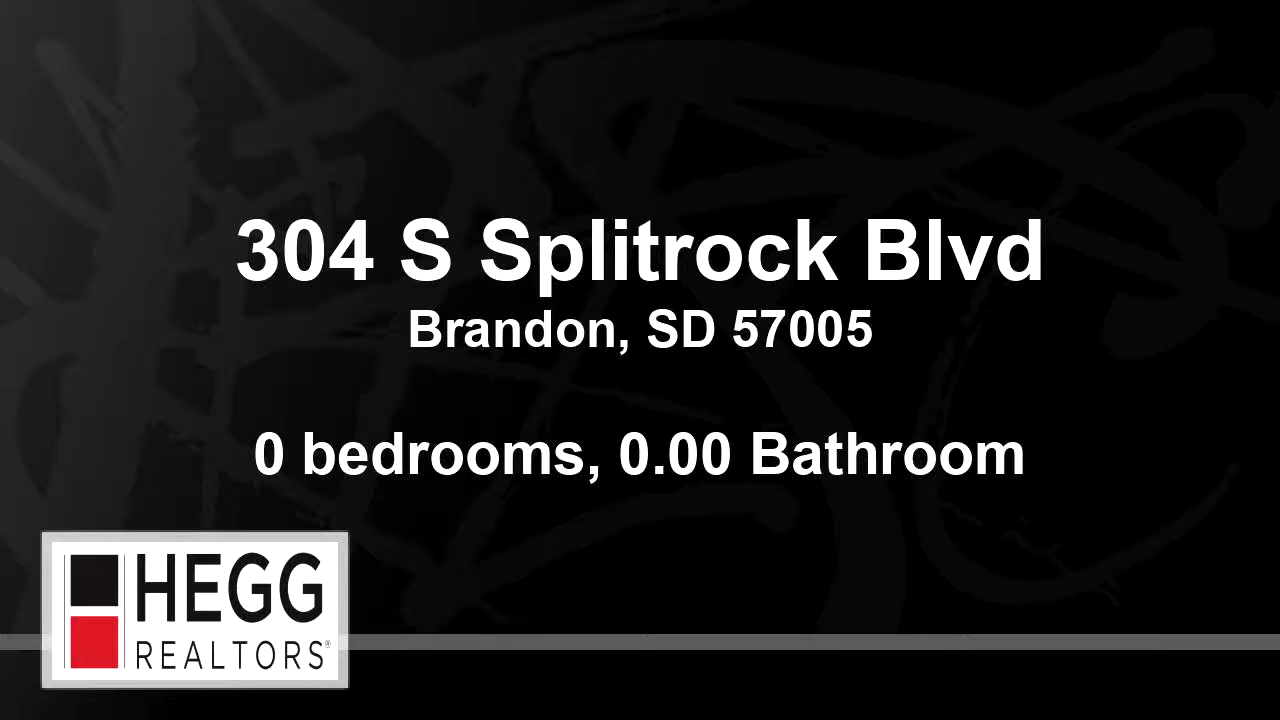 304 S Splitrock Blvd
Brandon, SD 57005
0 bedrooms, 0.00 Bathroom
HEGG
REALTORS®